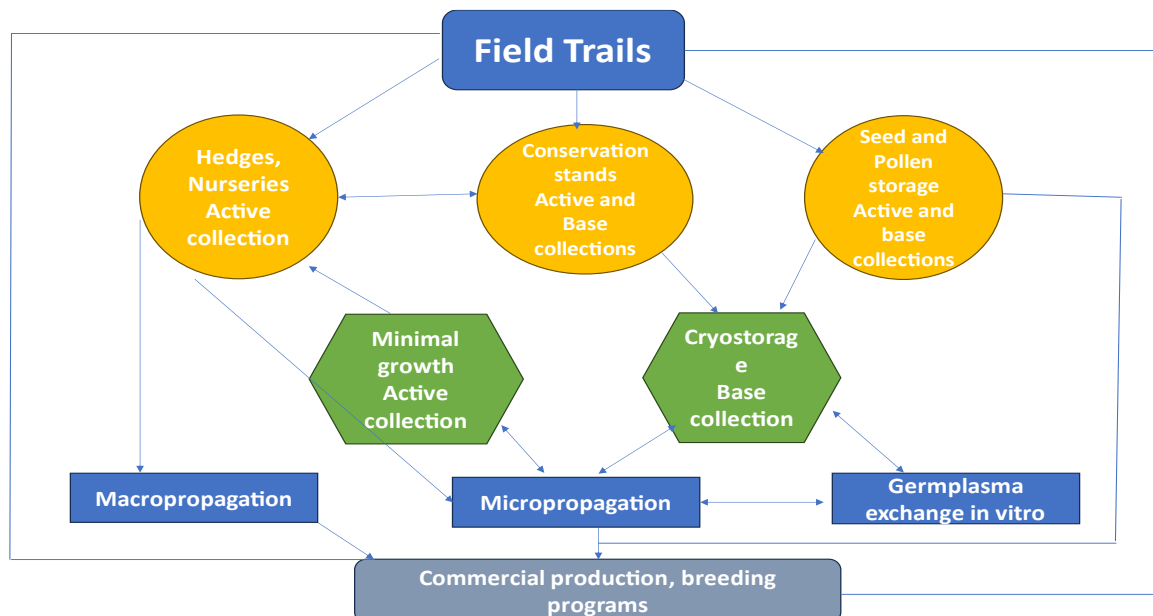 Field Trails
Hedges,
Nurseries
Active
collection
Conservation
stands
Active and
Base
collections
Seed and
Pollen
storage
Active and
base
collections
Minimal
growth
Active
collection
Cryostorag
e
Base
collection
Macropropagation
Micropropagation
Germplasma
exchange in vitro
Commercial production, breeding
programs